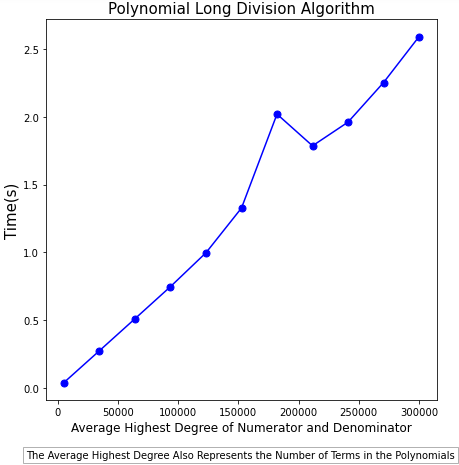 Polynomial Long Division Algorithm
Time(s)
2.5
2.0
1.5
1.0
0.5
0.0
0 50000 100000 150000 200000 250000 300000
Average Highest Degree of Numerator and Denominator
The Average Highest Degree Also Represents the Number of Terms in the Polynomials